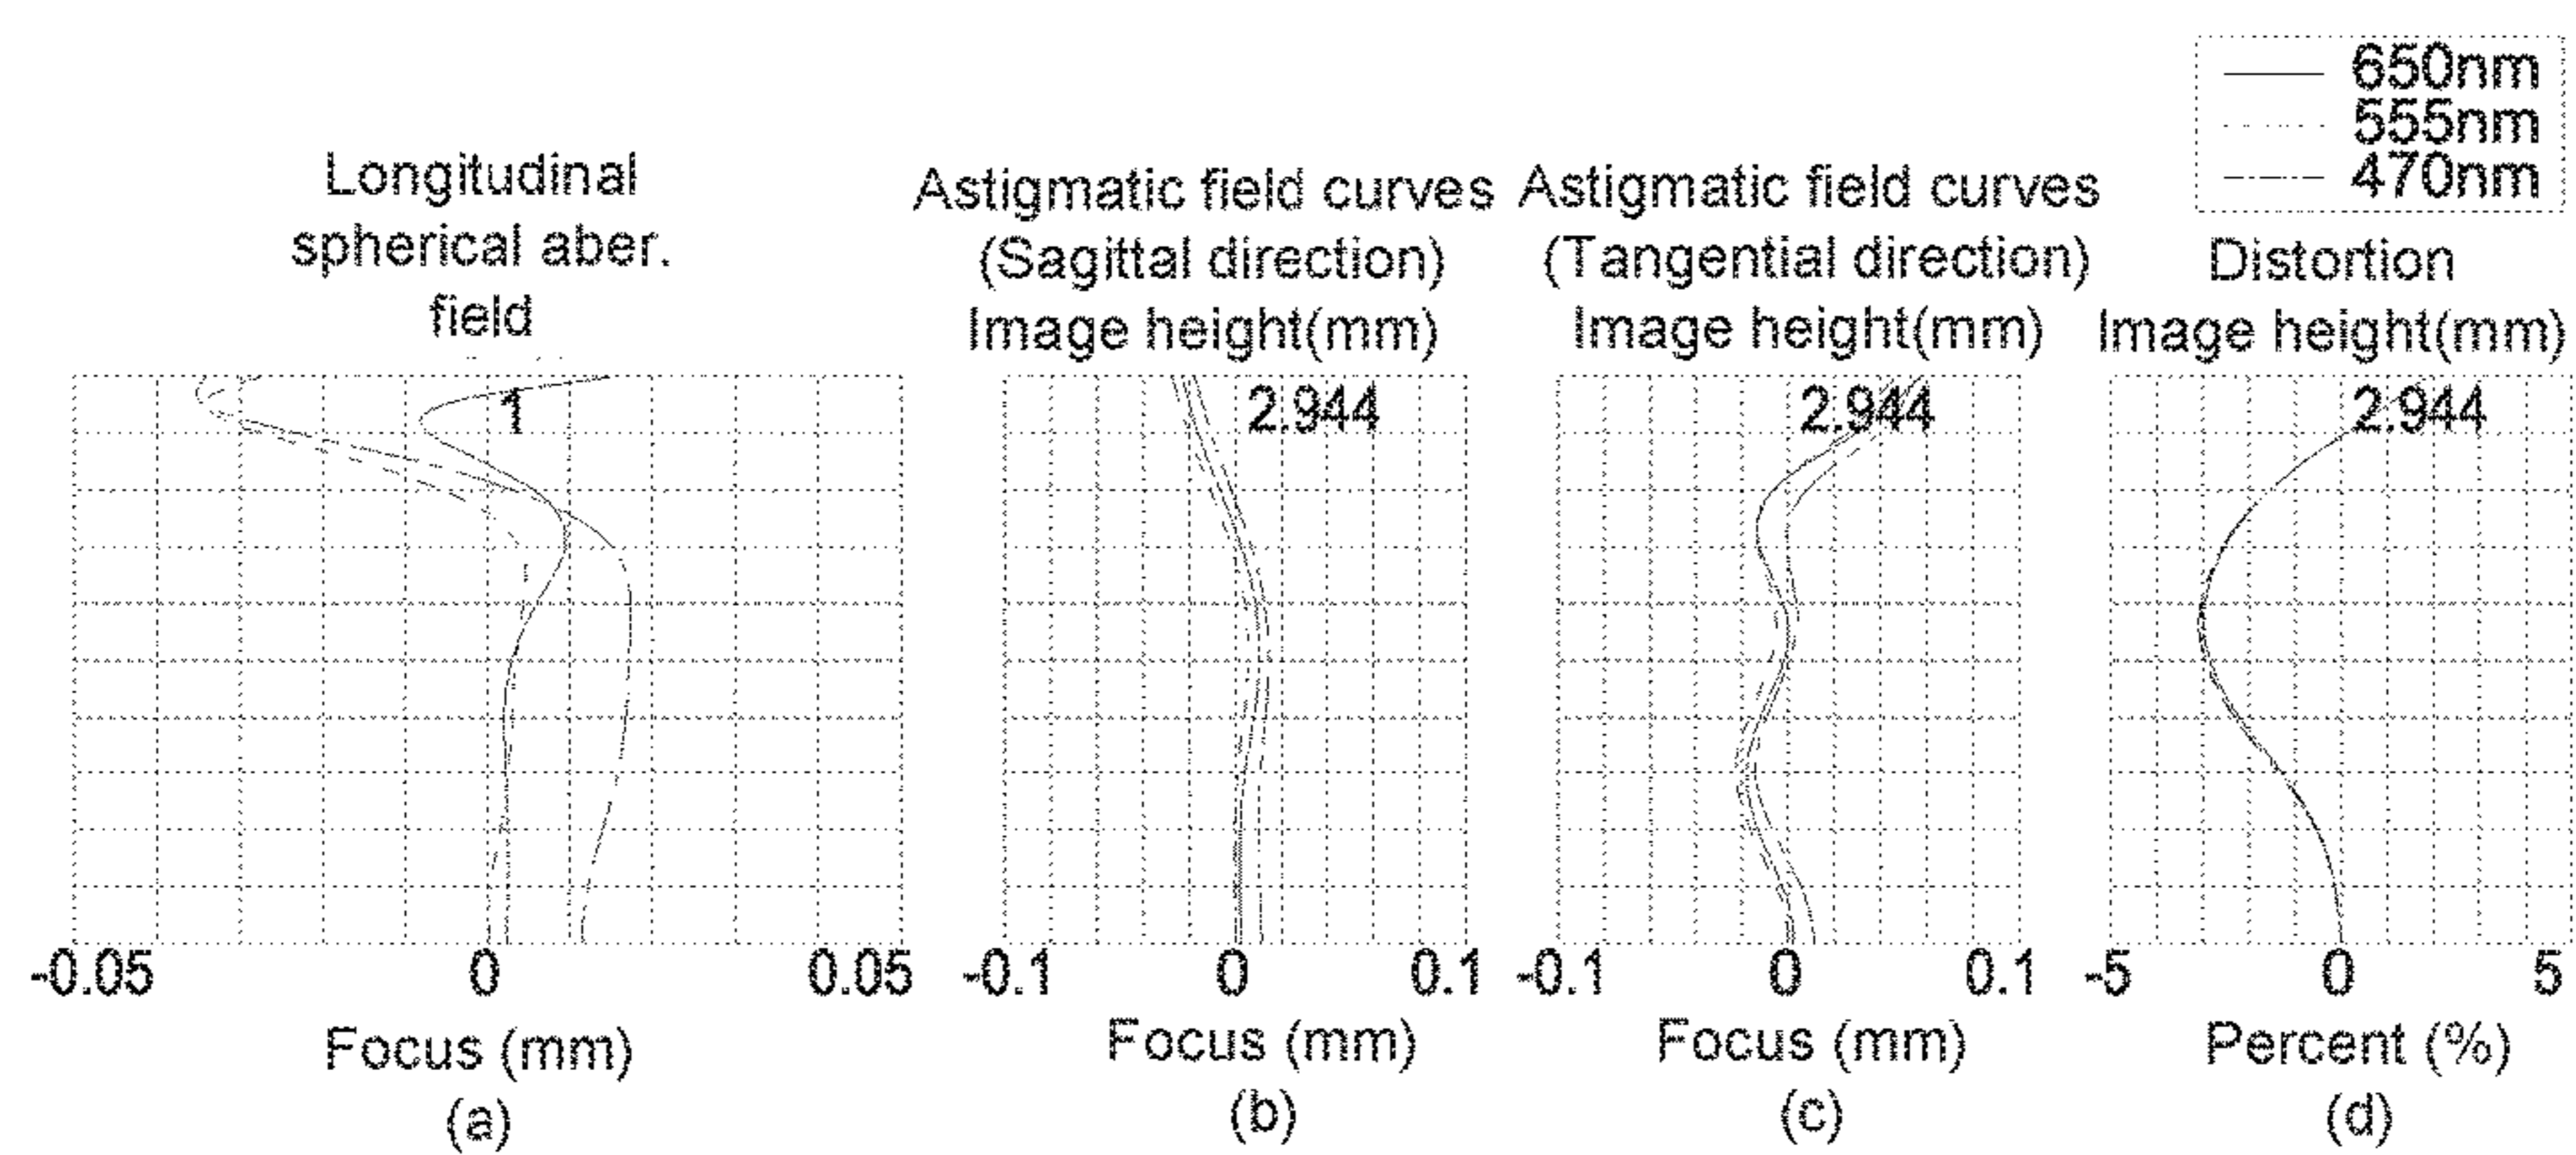 650nm
555nm
470nm
Longitudinal
spherical aber.
field
Astigmatic field curves
(Sagittal direction)
Image height(mm)
Astigmatic field curves
(Tangential direction)
Image height(mm)
Distortion
Image height(mm)
1
2.944
2.944
2.944
-0.05 0 0.05
-0.1 0 0.1
-0.1 0 0.1
-5 0 5
Focus (mm)
Focus (mm)
Focus (mm)
Percent (%)
(a)
(b)
(c)
(d)